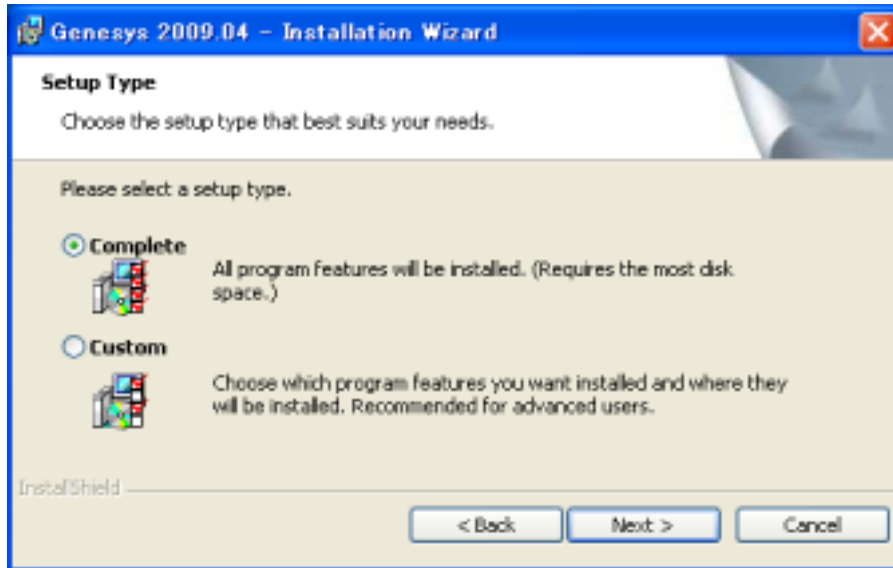 Genesys 2009.04 - Installation Wizard
Setup Type
Choose the setup type that best suits your needs.
Please select a setup type.
Complete
All program features will be installed. (Requires the most disk
space.)
Custom
Choose which program features you want installed and where they
will be installed. Recommended for advanced users.
InstallShield
< Back
Next >
Cancel